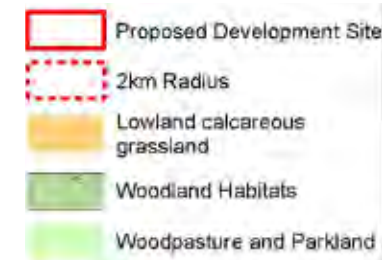 Proposed Development Site
2km Radius
Lowland calcareous
grassland
Woodland Habitats
Woodpasture and Parkland